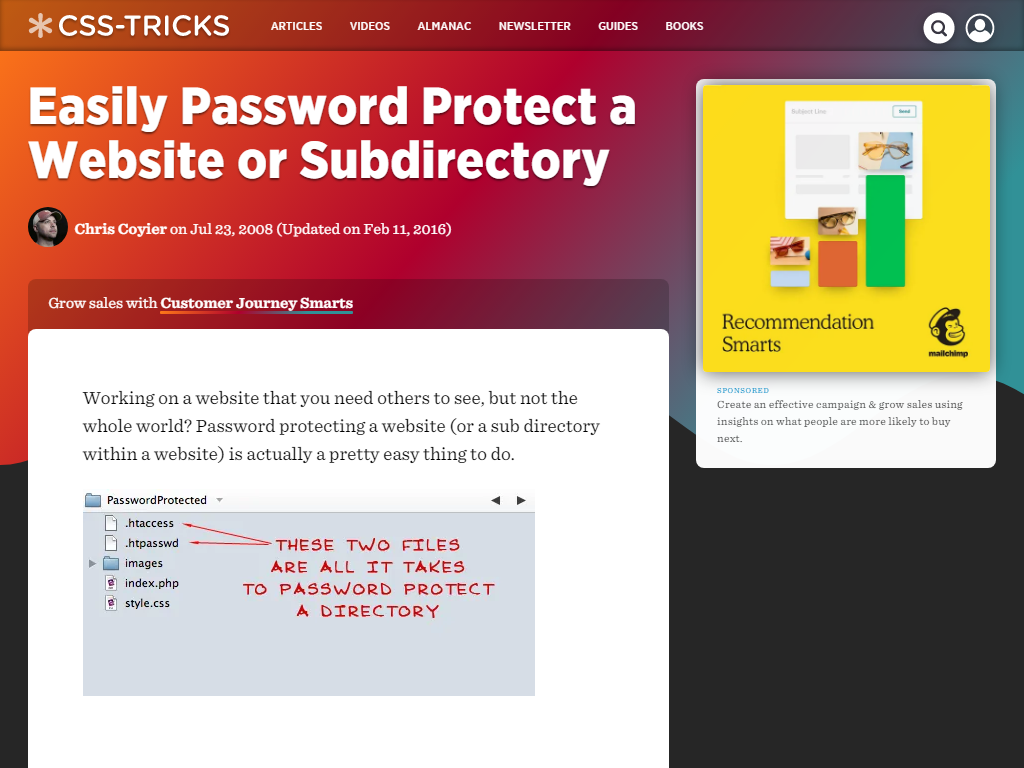 CSS-TRICKS
ARTICLES VIDEOS ALMANAC NEWSLETTER GUIDES BOOKS
Easily Password Protect a
Website or Subdirectory
Chris Coyier on Jul 23, 2008 (Updated on Feb 11, 2016)
Grow sales with Customer Journey Smarts
Working on a website that you need others to see, but not the
whole world? Password protecting a website (or a sub directory
within a website) is actually a pretty easy thing to do.
PasswordProtected
.htaccess
.htpasswd
images
index.php
style.css
THESE TWO FILES
ARE ALL IT TAKES
TO PASSWORD PROTECT
A DIRECTORY
Subject Line
Send
Recommendation
Smarts
mailchimp
SPONSORED
Create an effective campaign & grow sales using
insights on what people are more likely to buy
next.